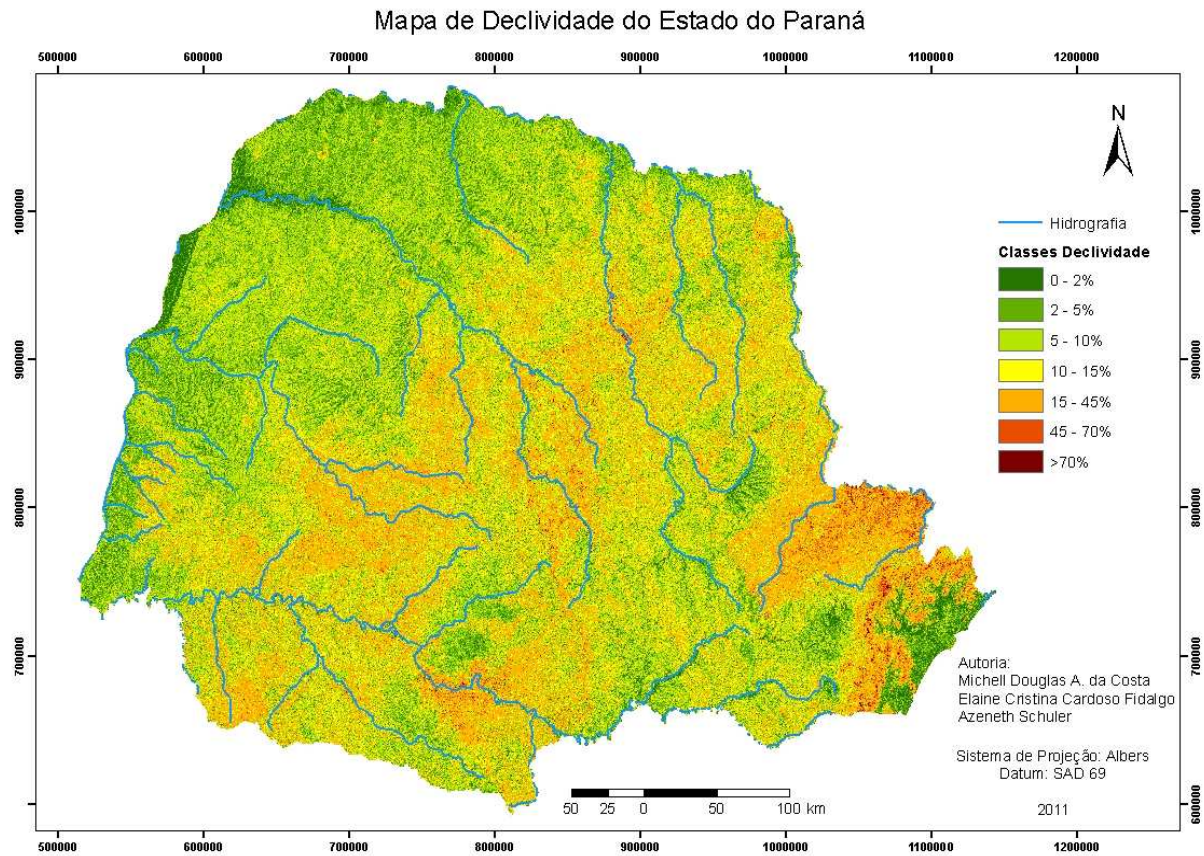 Mapa de Declividade do Estado do Paraná
500000 600000 700000 800000 900000 1000000 1100000 1200000
N
1000000 1000000
Hidrografia
Classes Declividade
0 - 2%
2 - 5%
5 - 10%
900000 900000
10 - 15%
15 - 45%
45 - 70%
>70%
800000 800000
700000 700000
Autoria:
Michell Douglas A. da Costa
Elaine Cristina Cardoso Fidalgo
Azeneth Schuler
Sistema de Projeção: Albers
Datum: SAD 69
50 25 0 50 100 km
2011
600000
500000 600000 700000 800000 900000 1000000 1100000 1200000